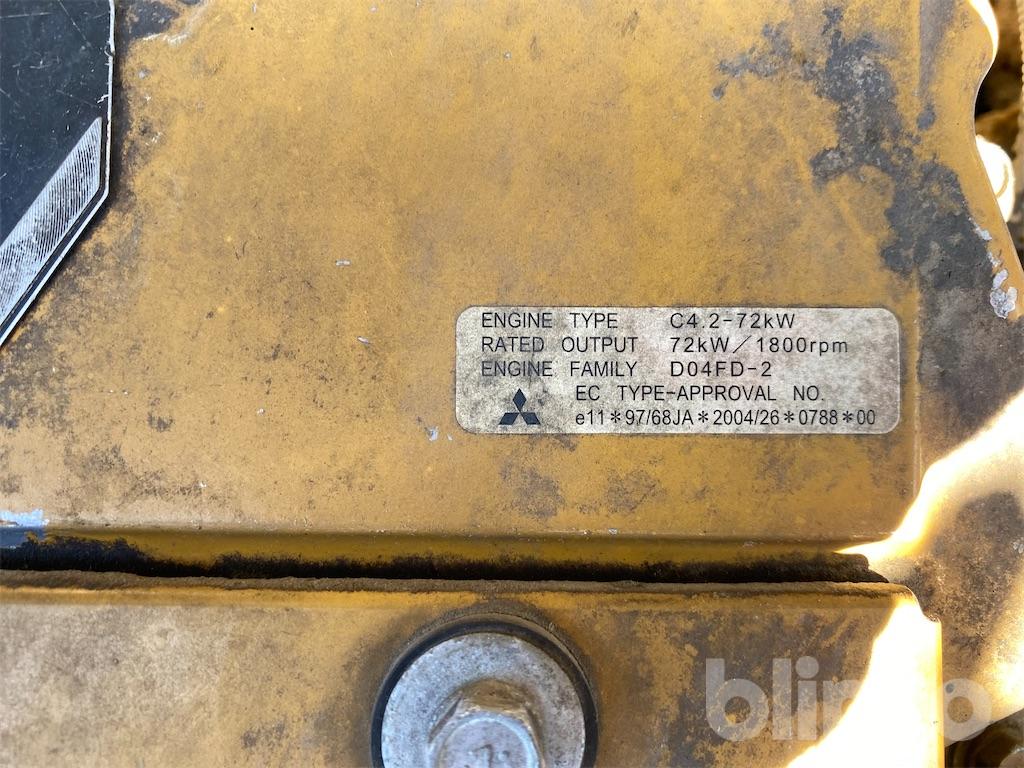 ENGINE TYPE C4.2-72kW
RATED OUTPUT 72kW/1800rpm
ENGINE FAMILY D04FD-2
EC TYPE-APPROVAL NO.
e11*97/68JA*2004/26*0788*00
blinto